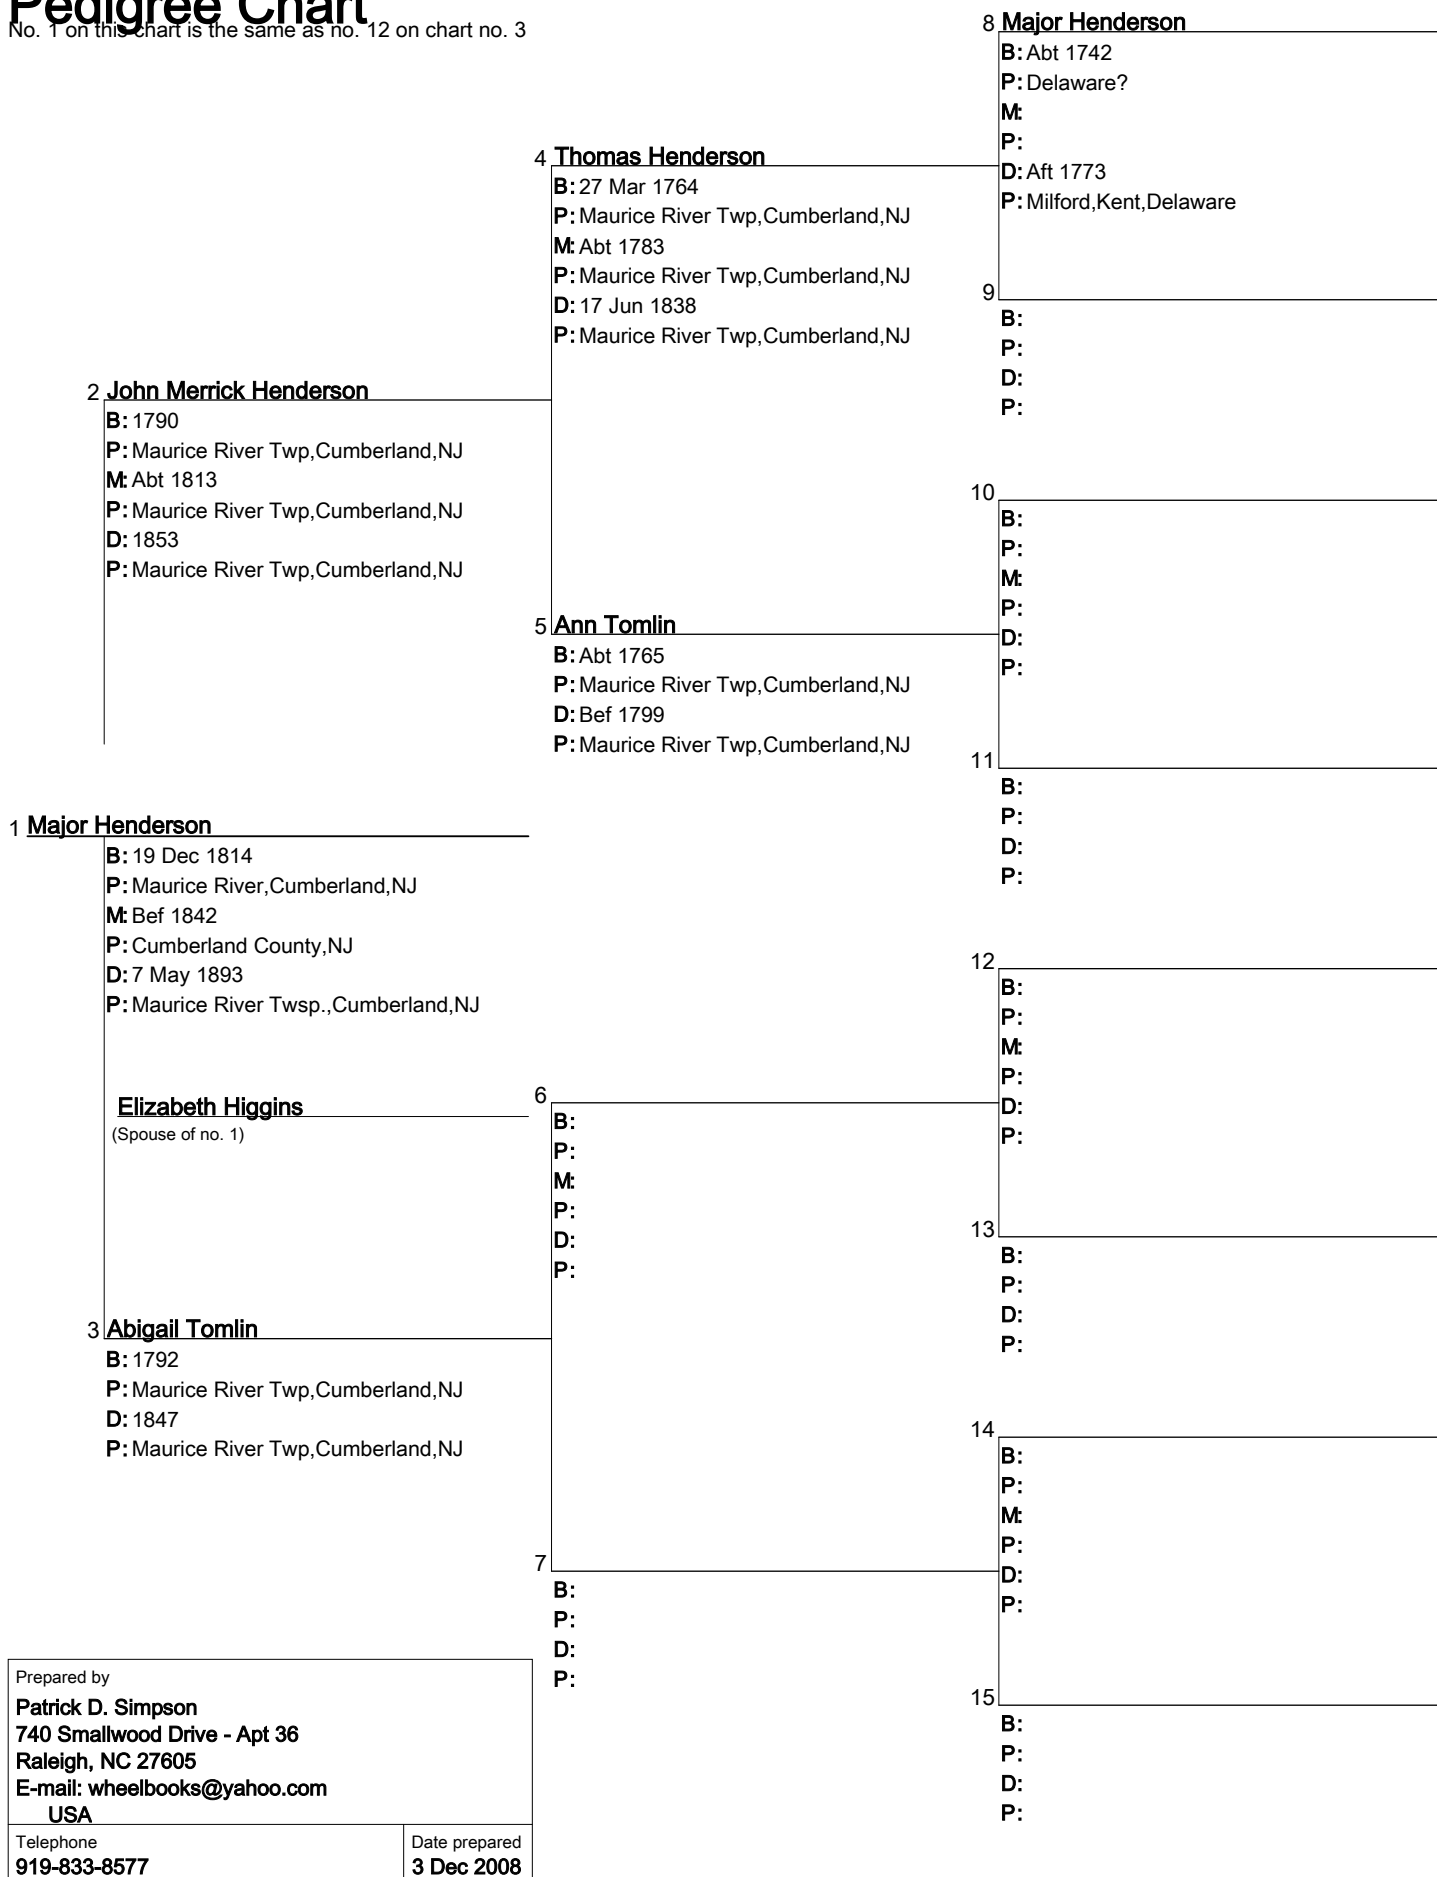 Pedigree Chart
No. 1 on this chart is the same as no. 12 on chart no. 3
8 Major Henderson
B: Abt 1742
P: Delaware?
M:
P:
D: Aft 1773
P: Milford,Kent,Delaware
4 Thomas Henderson
B: 27 Mar 1764
P: Maurice River Twp,Cumberland,NJ
M: Abt 1783
P: Maurice River Twp,Cumberland,NJ
D: 17 Jun 1838
P: Maurice River Twp,Cumberland,NJ
9
B:
P:
D:
P:
2 John Merrick Henderson
B: 1790
P: Maurice River Twp,Cumberland,NJ
M: Abt 1813
P: Maurice River Twp,Cumberland,NJ
D: 1853
P: Maurice River Twp,Cumberland,NJ
10
B:
P:
M:
P:
D:
P:
5 Ann Tomlin
B: Abt 1765
P: Maurice River Twp,Cumberland,NJ
D: Bef 1799
P: Maurice River Twp,Cumberland,NJ
11
B:
P:
D:
P:
1 Major Henderson
B: 19 Dec 1814
P: Maurice River,Cumberland,NJ
M: Bef 1842
P: Cumberland County,NJ
D: 7 May 1893
P: Maurice River Twsp.,Cumberland,NJ
Elizabeth Higgins
(Spouse of no. 1)
12
B:
P:
M:
P:
D:
P:
6
B:
P:
M:
P:
D:
P:
13
B:
P:
D:
P:
3 Abigail Tomlin
B: 1792
P: Maurice River Twp,Cumberland,NJ
D: 1847
P: Maurice River Twp,Cumberland,NJ
14
B:
P:
M:
P:
D:
P:
7
B:
P:
D:
P:
15
B:
P:
D:
P:
Prepared by
Patrick D. Simpson
740 Smallwood Drive - Apt 36
Raleigh, NC 27605
E-mail: wheelbooks@yahoo.com
USA
Telephone
919-833-8577
Date prepared
3 Dec 2008